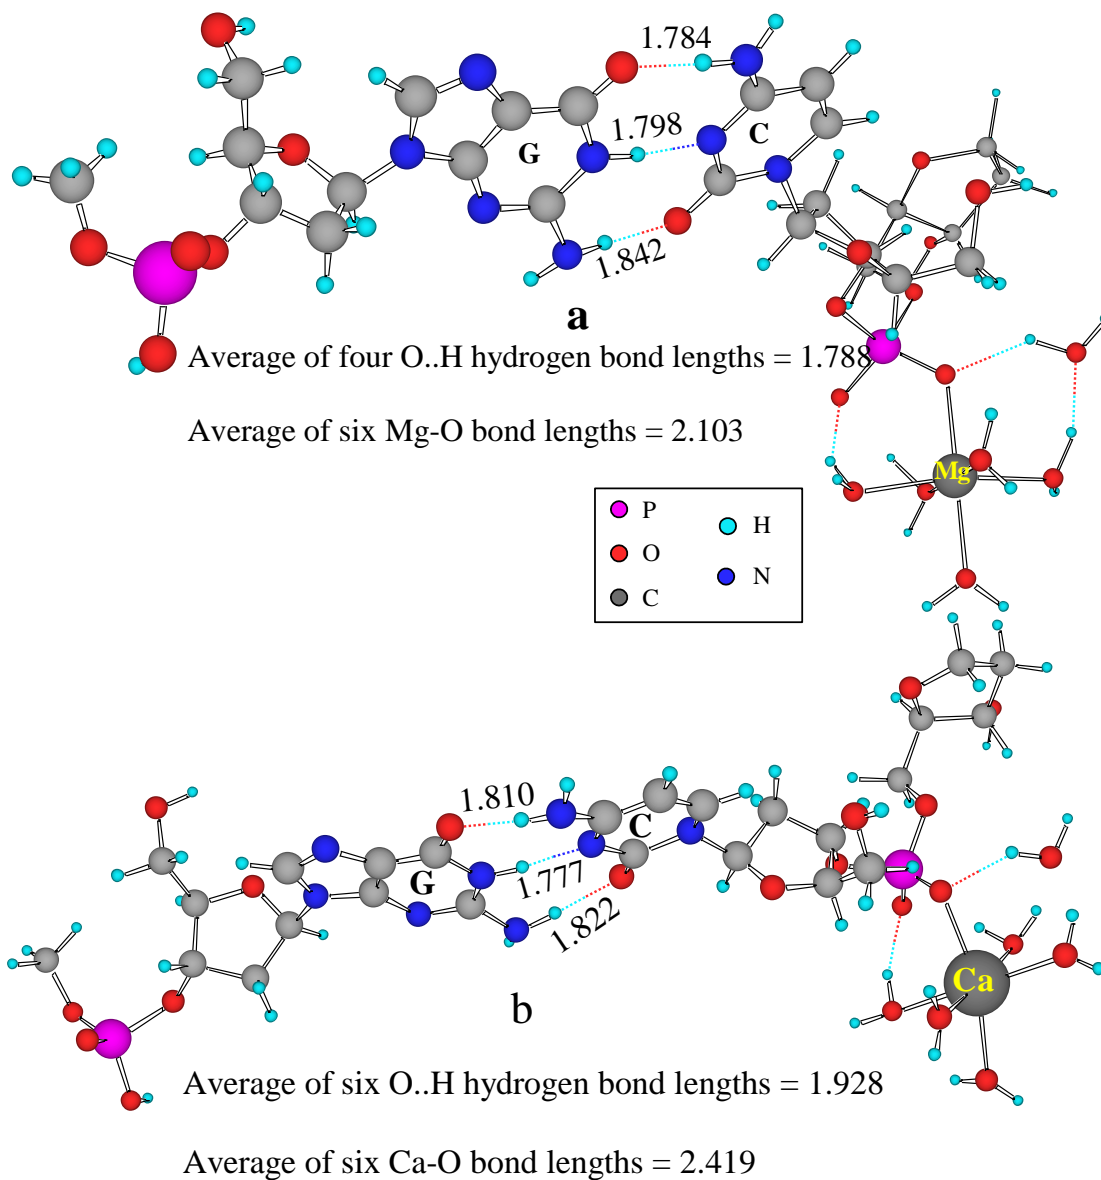 1.784
1.798
G
C
1.842
a
Average of four O..H hydrogen bond lengths = 1.788
Average of six Mg-O bond lengths = 2.103
Mg
P
H
O
N
C
1.810
C
G
1.777
1.822
Ca
b
Average of six O..H hydrogen bond lengths = 1.928
Average of six Ca-O bond lengths = 2.419